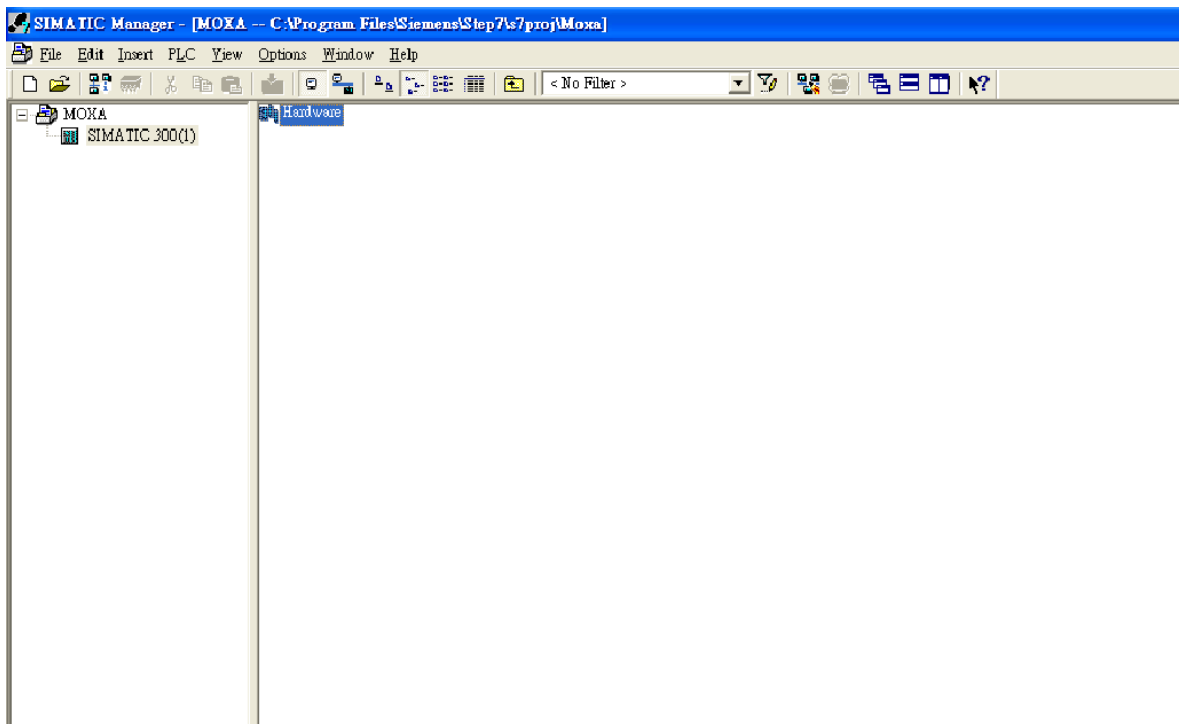 SIMATIC Manager - [MOXA -- C:\Program Files\Siemens\Step7\s7proj\Moxa]
File Edit Insert PLC View Options Window Help
< No Filter >
MOXA
SIMATIC 300(1)
Hardware